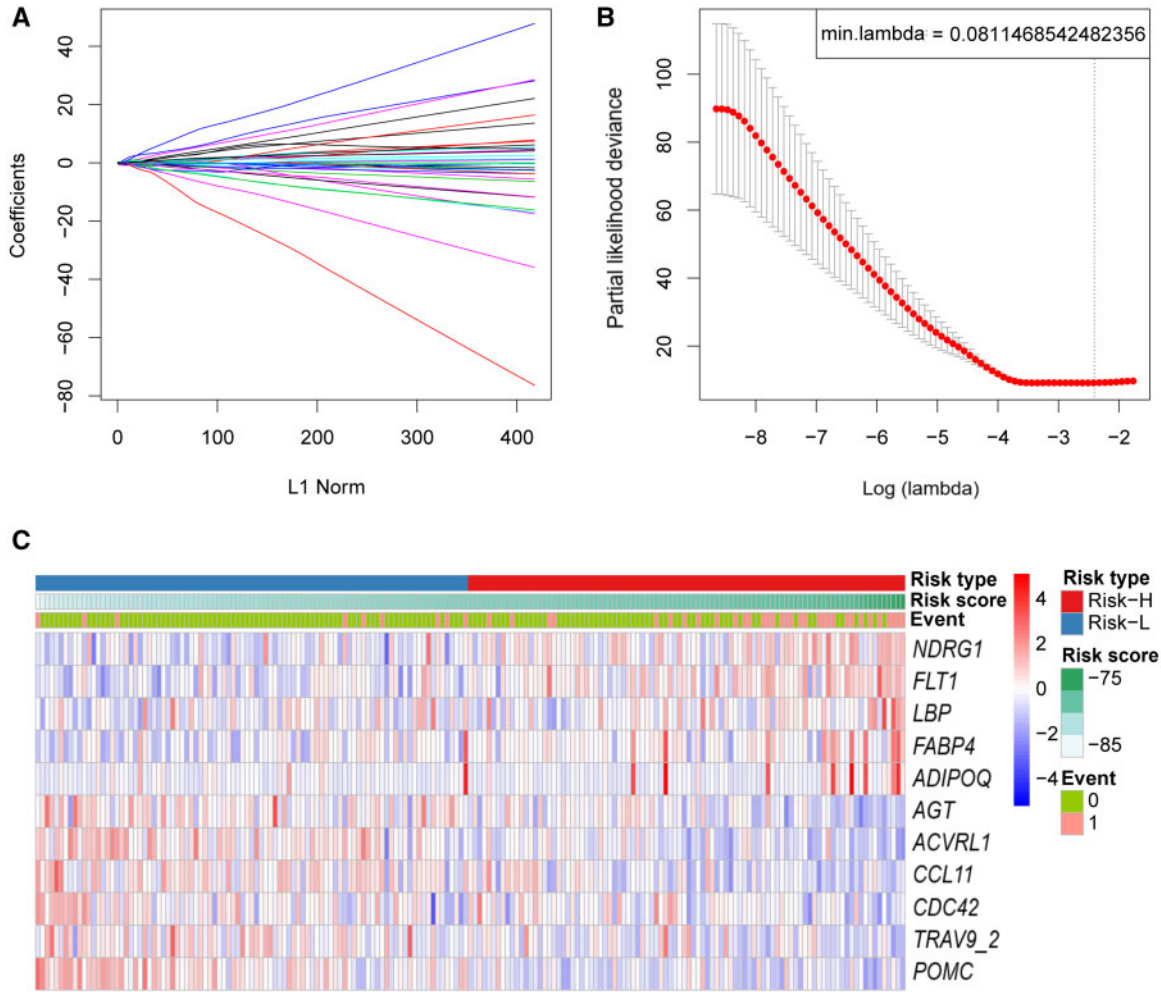 A
Coefficients
40
20
0
−20
−40
−60
−80
0 100 200 300 400
L1 Norm
B
min.lambda = 0.0811468542482356
Partial likelihood deviance
100
80
60
40
20
−8 −7 −6 −5 −4 −3 −2
Log (lambda)
C
Risk type
Risk score
Event
NDRG1
FLT1
LBP
FABP4
ADIPOQ
AGT
ACVRL1
CCL11
CDC42
TRAV9_2
POMC
4
2
0
−2
−4
Risk type
Risk−H
Risk−L
Risk score
−75
−85
Event
0
1